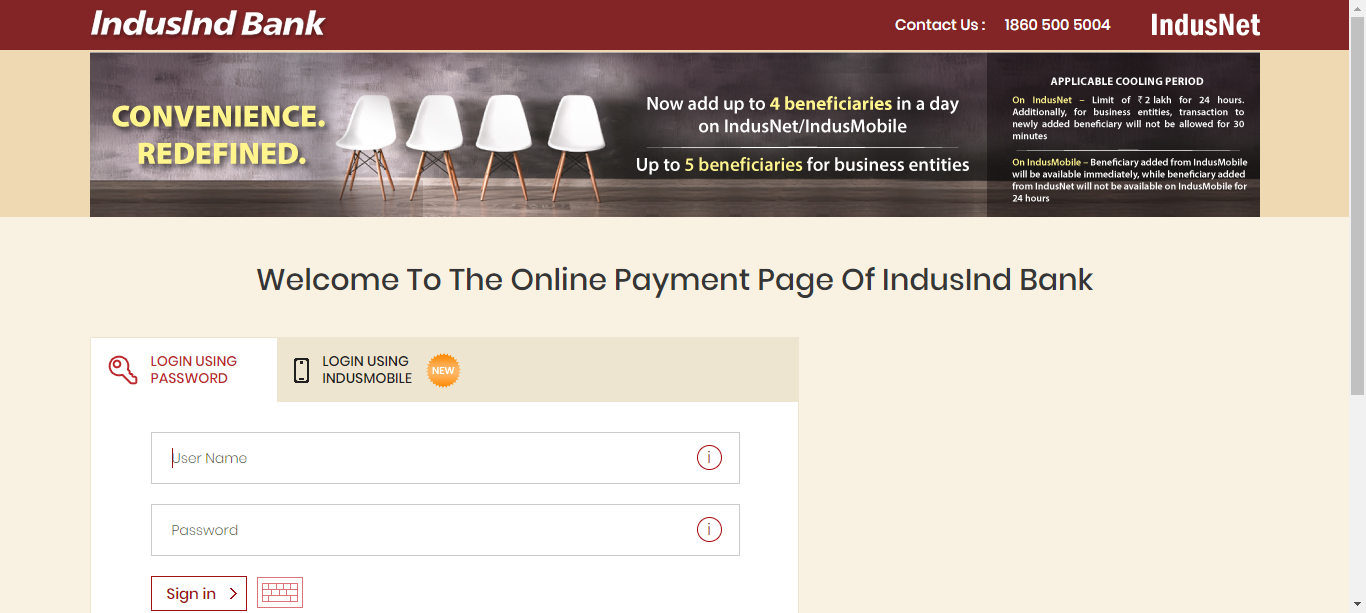 IndusInd Bank
Contact Us : 1860 500 5004
IndusNet
CONVENIENCE.
REDEFINED.
Now add up to 4 beneficiaries in a day
on IndusNet/IndusMobile
Up to 5 beneficiaries for business entities
APPLICABLE COOLING PERIOD
On IndusNet – Limit of ₹ 2 lakh for 24 hours.
Additionally, for business entities, transaction to
newly added beneficiary will not be allowed for 30
minutes
On IndusMobile – Beneficiary added from IndusMobile
will be available immediately, while beneficiary added
from IndusNet will not be available on IndusMobile for
24 hours
Welcome To The Online Payment Page Of IndusInd Bank
LOGIN USING
PASSWORD
LOGIN USING
INDUSMOBILE
NEW
User Name
i
Password
i
Sign in